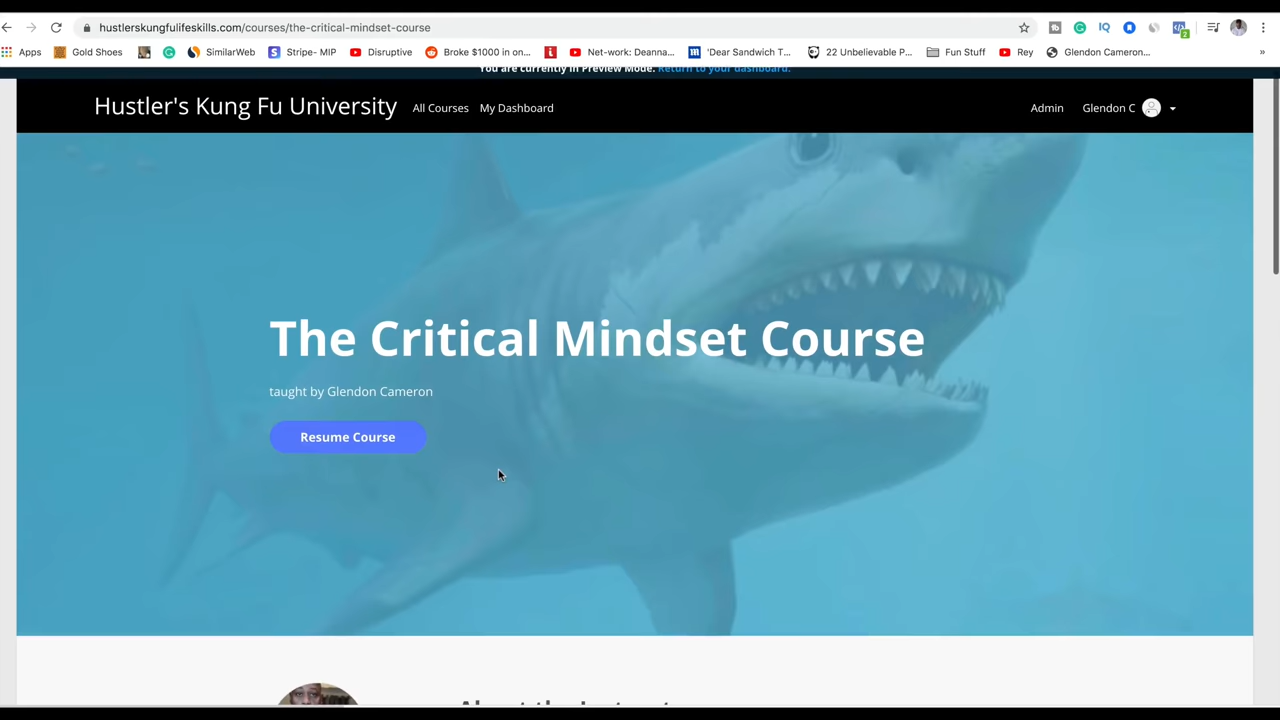 hustlerskungfulifeskills.com/courses/the-critical-mindset-course
Apps Gold Shoes SimilarWeb Stripe- MIP Disruptive Broke $1000 in on... Net-work: Deanna... 'Dear Sandwich T... 22 Unbelievable P... Fun Stuff Rey Glendon Cameron... »
You are currently in Preview Mode. Return to your dashboard.
Hustler's Kung Fu University All Courses My Dashboard Admin Glendon C
The Critical Mindset Course
taught by Glendon Cameron
Resume Course